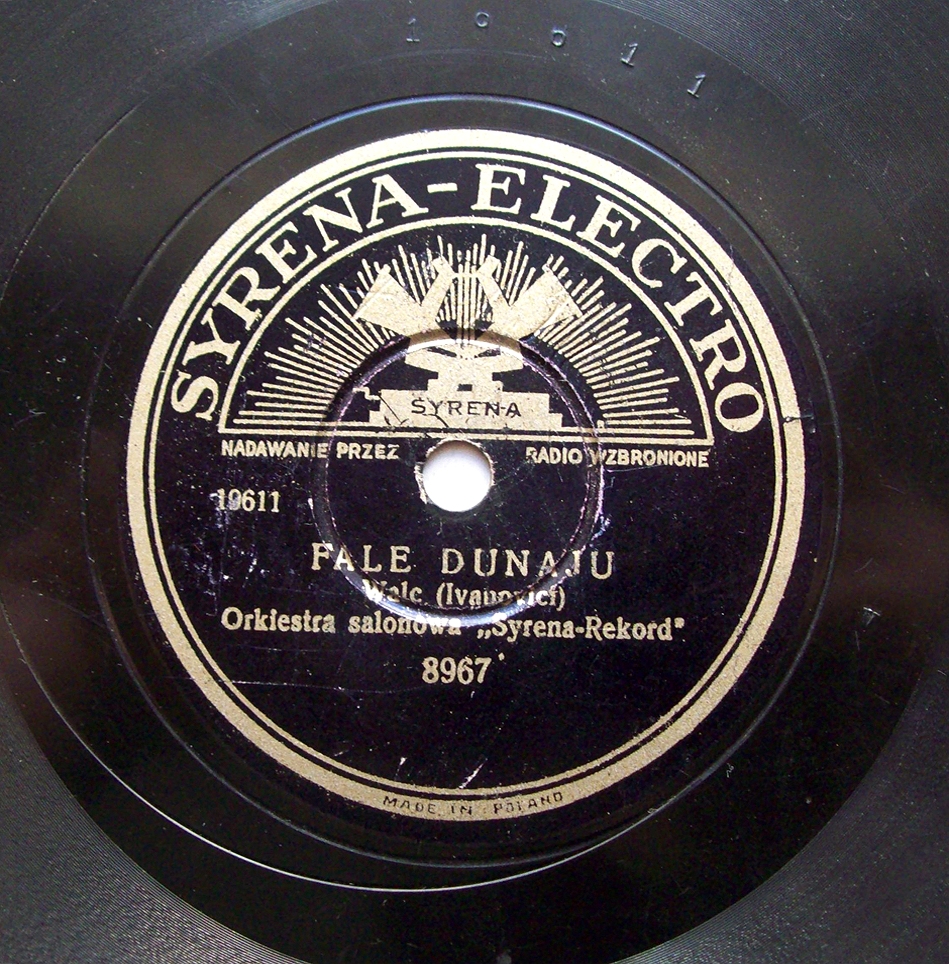 19611
SYRENA-ELECTRO
SYRENA
NADAWANIE PRZEZ RADIO WZBRONIONE
19611
FALE DUNAJU
Walc (Ivanovici)
Orkiestra salonowa „Syrena-Rekord"
8967
MADE IN POLAND